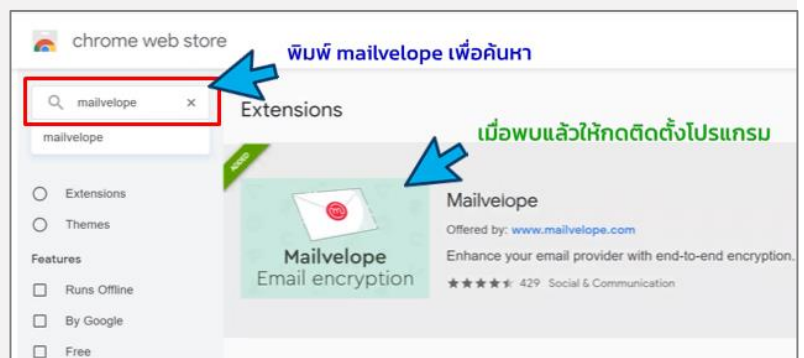 chrome web store
พิมพ์ mailvelope เพื่อค้นหา
mailvelope ×
mailvelope
Extensions
Themes
Features
Runs Offline
By Google
Free
Extensions
เมื่อพบแล้วให้กดติดตั้งโปรแกรม
ADDED
Mailvelope
Email encryption
Mailvelope
Offered by: www.mailvelope.com
Enhance your email provider with end-to-end encryption.
429 Social & Communication